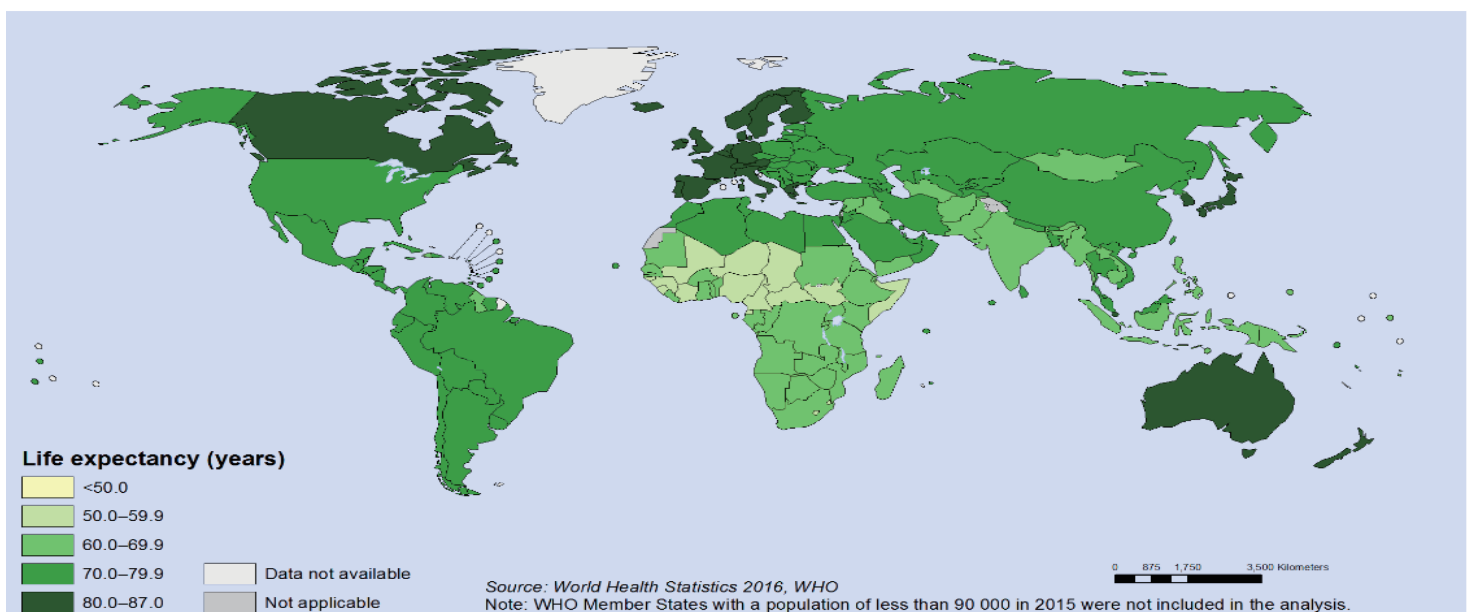 Life expectancy (years)
<50.0
50.0–59.9
60.0–69.9
70.0–79.9
80.0–87.0
Data not available
Not applicable
0 875 1,750 3,500 Kilometers
Source: World Health Statistics 2016, WHO
Note: WHO Member States with a population of less than 90 000 in 2015 were not included in the analysis.